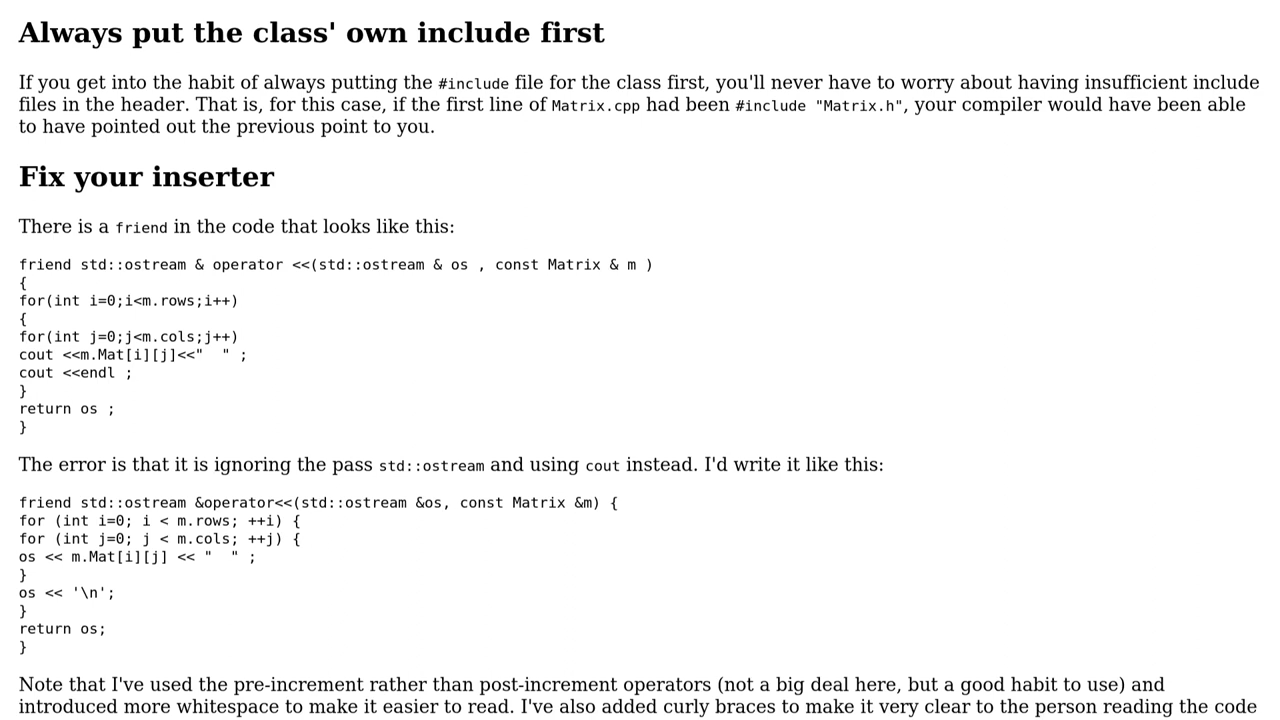 Always put the class' own include first
If you get into the habit of always putting the #include file for the class first, you'll never have to worry about having insufficient include
files in the header. That is, for this case, if the first line of Matrix.cpp had been #include "Matrix.h", your compiler would have been able
to have pointed out the previous point to you.
Fix your inserter
There is a friend in the code that looks like this:
friend std::ostream & operator <<(std::ostream & os , const Matrix & m )
{
for(int i=0;i<m.rows;i++)
{
for(int j=0;j<m.cols;j++)
cout <<m.Mat[i][j]<<"  " ;
cout <<endl ;
}
return os ;
}
The error is that it is ignoring the pass std::ostream and using cout instead. I'd write it like this:
friend std::ostream &operator<<(std::ostream &os, const Matrix &m) {
for (int i=0; i < m.rows; ++i) {
for (int j=0; j < m.cols; ++j) {
os << m.Mat[i][j] << "  " ;
}
os << '\n';
}
return os;
}
Note that I've used the pre-increment rather than post-increment operators (not a big deal here, but a good habit to use) and
introduced more whitespace to make it easier to read. I've also added curly braces to make it very clear to the person reading the code